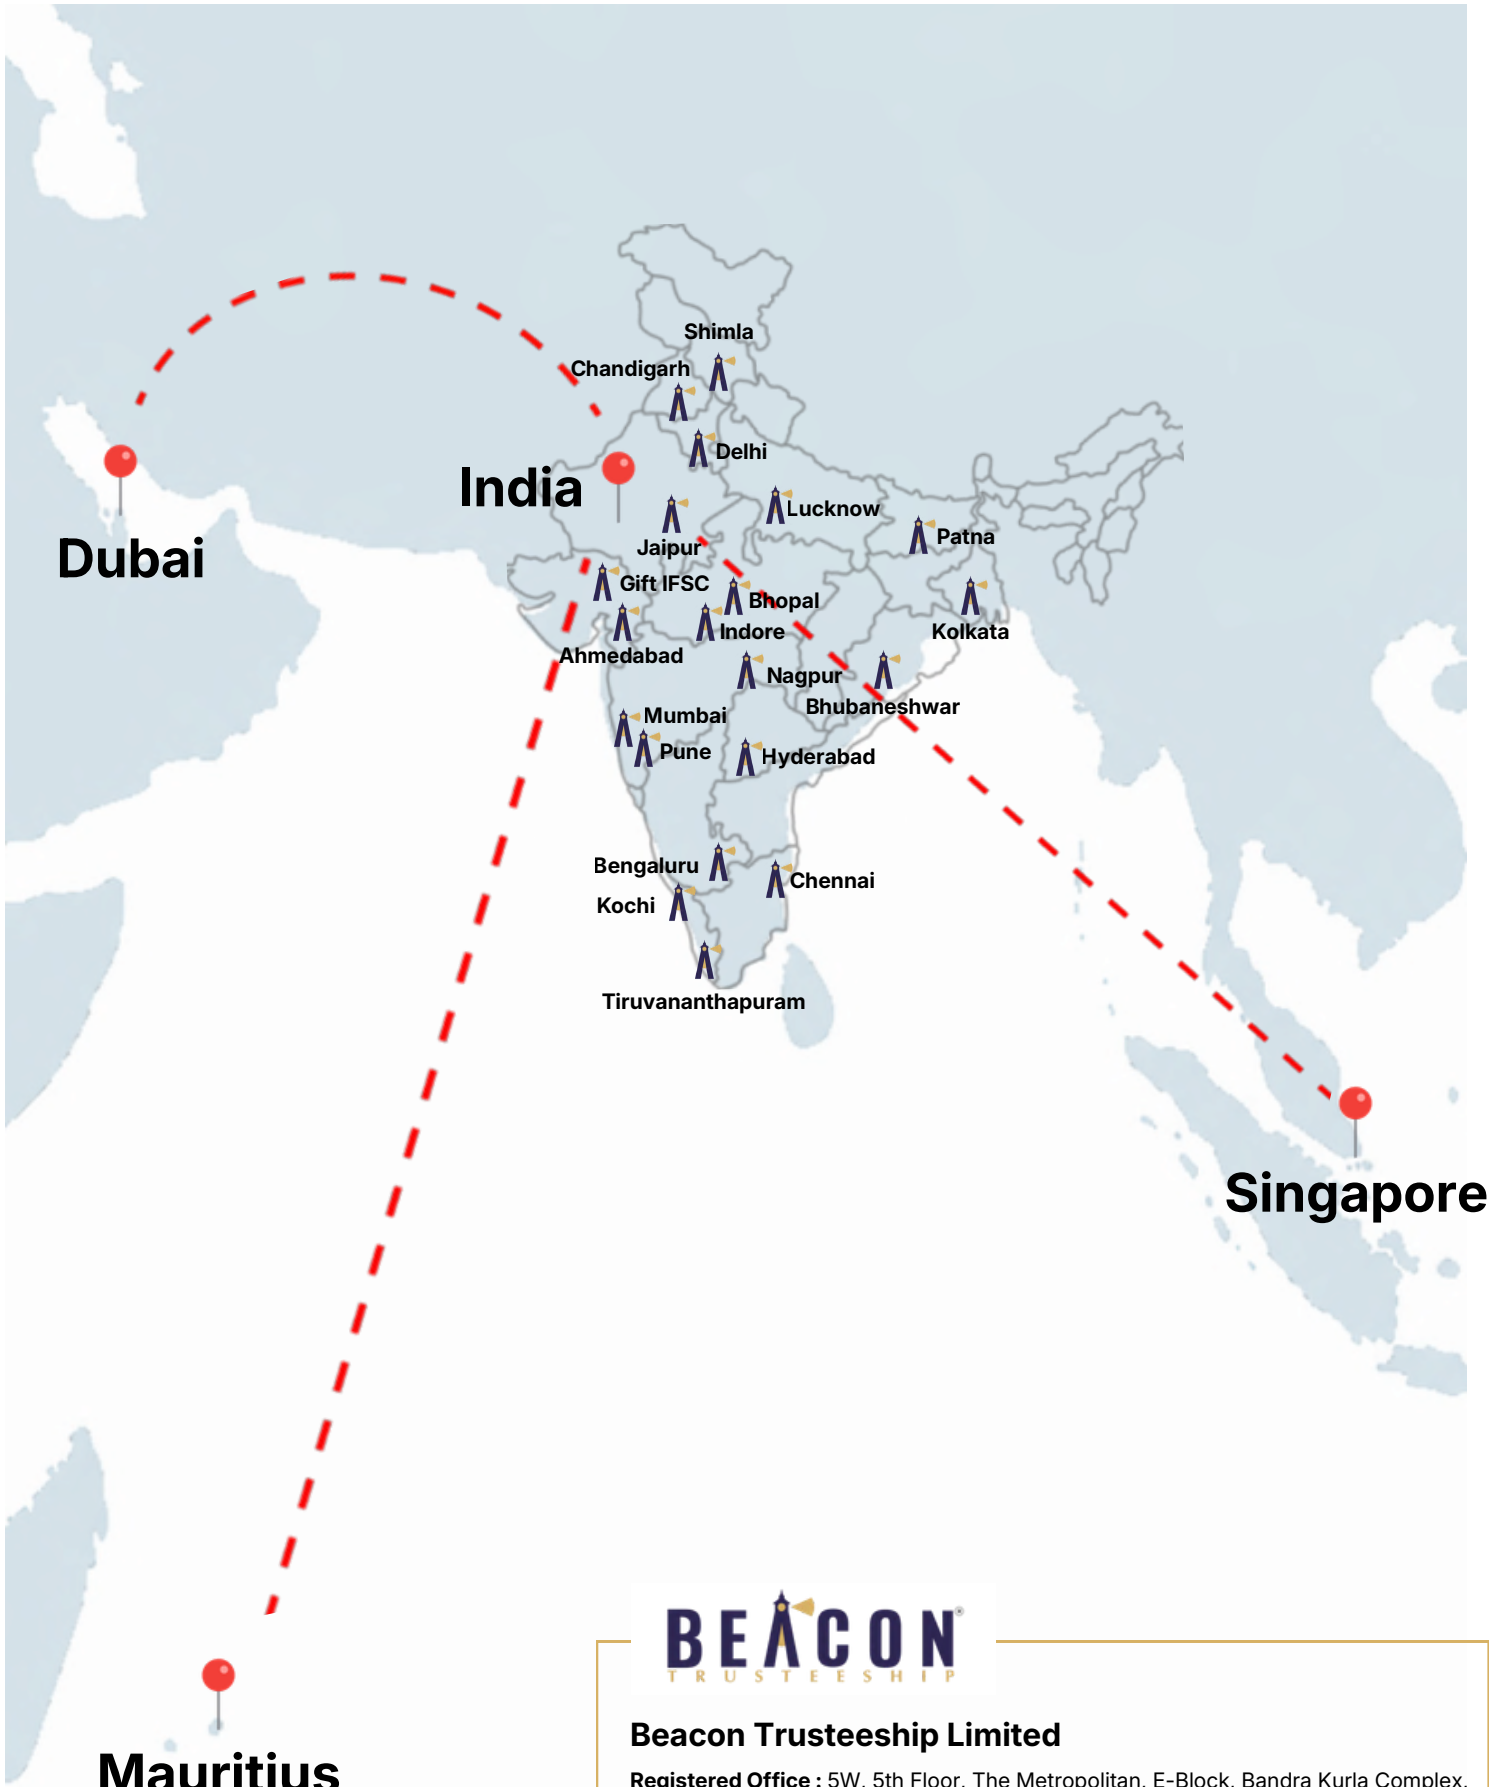 Shimla
Chandigarh
Delhi
India
Lucknow
Patna
Dubai
Jaipur
Gift IFSC
Bhopal
Indore
Kolkata
Ahmedabad
Nagpur
Bhubaneshwar
Mumbai
Pune
Hyderabad
Bengaluru
Chennai
Kochi
Tiruvananthapuram
Singapore
BEACON®
TRUSTEESHIP
Beacon Trusteeship Limited
Mauritius
Registered Office : 5W, 5th Floor, The Metropolitan, E-Block, Bandra Kurla Complex,